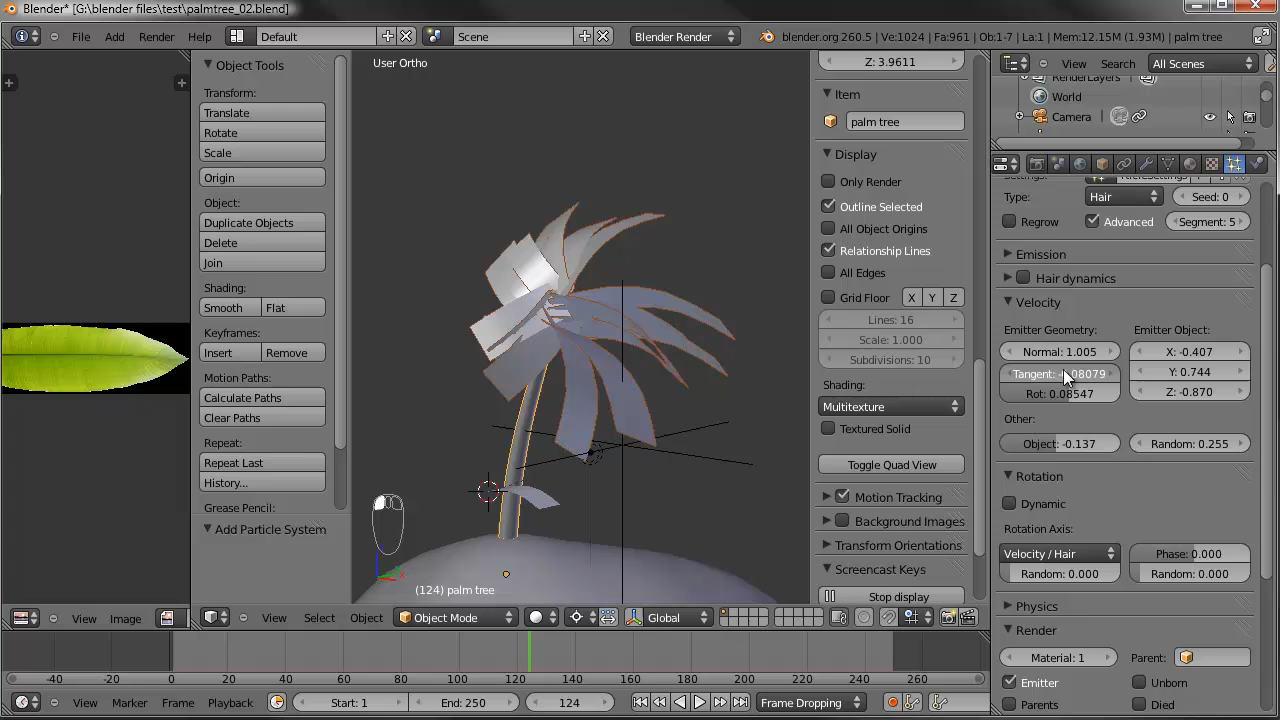 Blender* [G:\blender files\test\palmtree_02.blend]
File
Add
Render
Help
Default
Scene
Blender Render
blender.org 260.5 | Ve:1024 | Fa:961 | Ob:1-7 | La:1 | Mem:12.15M (1.93M) | palm tree
Object Tools
Transform:
Translate
Rotate
Scale
Origin
Object:
Duplicate Objects
Delete
Join
Shading:
Smooth
Flat
Keyframes:
Insert
Remove
Motion Paths:
Calculate Paths
Clear Paths
Repeat:
Repeat Last
History...
Grease Pencil:
Add Particle System
User Ortho
(124) palm tree
Z: 3.9611
Item
palm tree
Display
Only Render
Outline Selected
All Object Origins
Relationship Lines
All Edges
Grid Floor
X
Y
Z
Lines: 16
Scale: 1.000
Subdivisions: 10
Shading:
Multitexture
Textured Solid
Toggle Quad View
Motion Tracking
Background Images
Transform Orientations
Screencast Keys
Stop display
View
Search
All Scenes
RenderLayers
World
Camera
Type:
Hair
Seed: 0
Regrow
Advanced
Segment: 5
Emission
Hair dynamics
Velocity
Emitter Geometry:
Emitter Object:
Normal: 1.005
X: -0.407
Y: 0.744
Rot: 0.08547
Z: -0.870
Other:
Object: -0.137
Random: 0.255
Rotation
Dynamic
Rotation Axis:
Velocity / Hair
Phase: 0.000
Random: 0.000
Random: 0.000
Physics
Render
Material: 1
Parent:
Emitter
Unborn
Parents
Died
View
Image
View
Select
Object
Object Mode
Global
-40
-20
0
20
40
60
80
100
120
140
160
180
200
220
240
260
View
Marker
Frame
Playback
Start: 1
End: 250
124
Frame Dropping